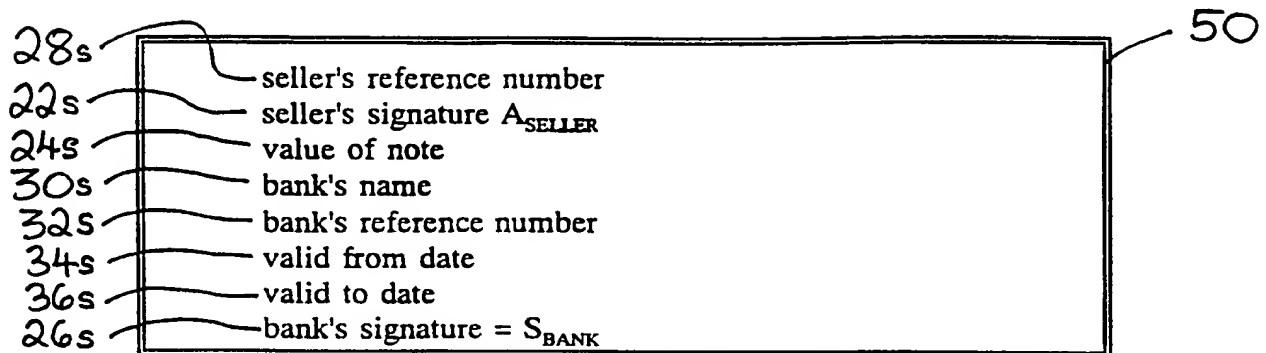 50
28s seller's reference number
22s seller's signature A_SELLER
24s value of note
30s bank's name
32s bank's reference number
34s valid from date
36s valid to date
26s bank's signature = S_BANK